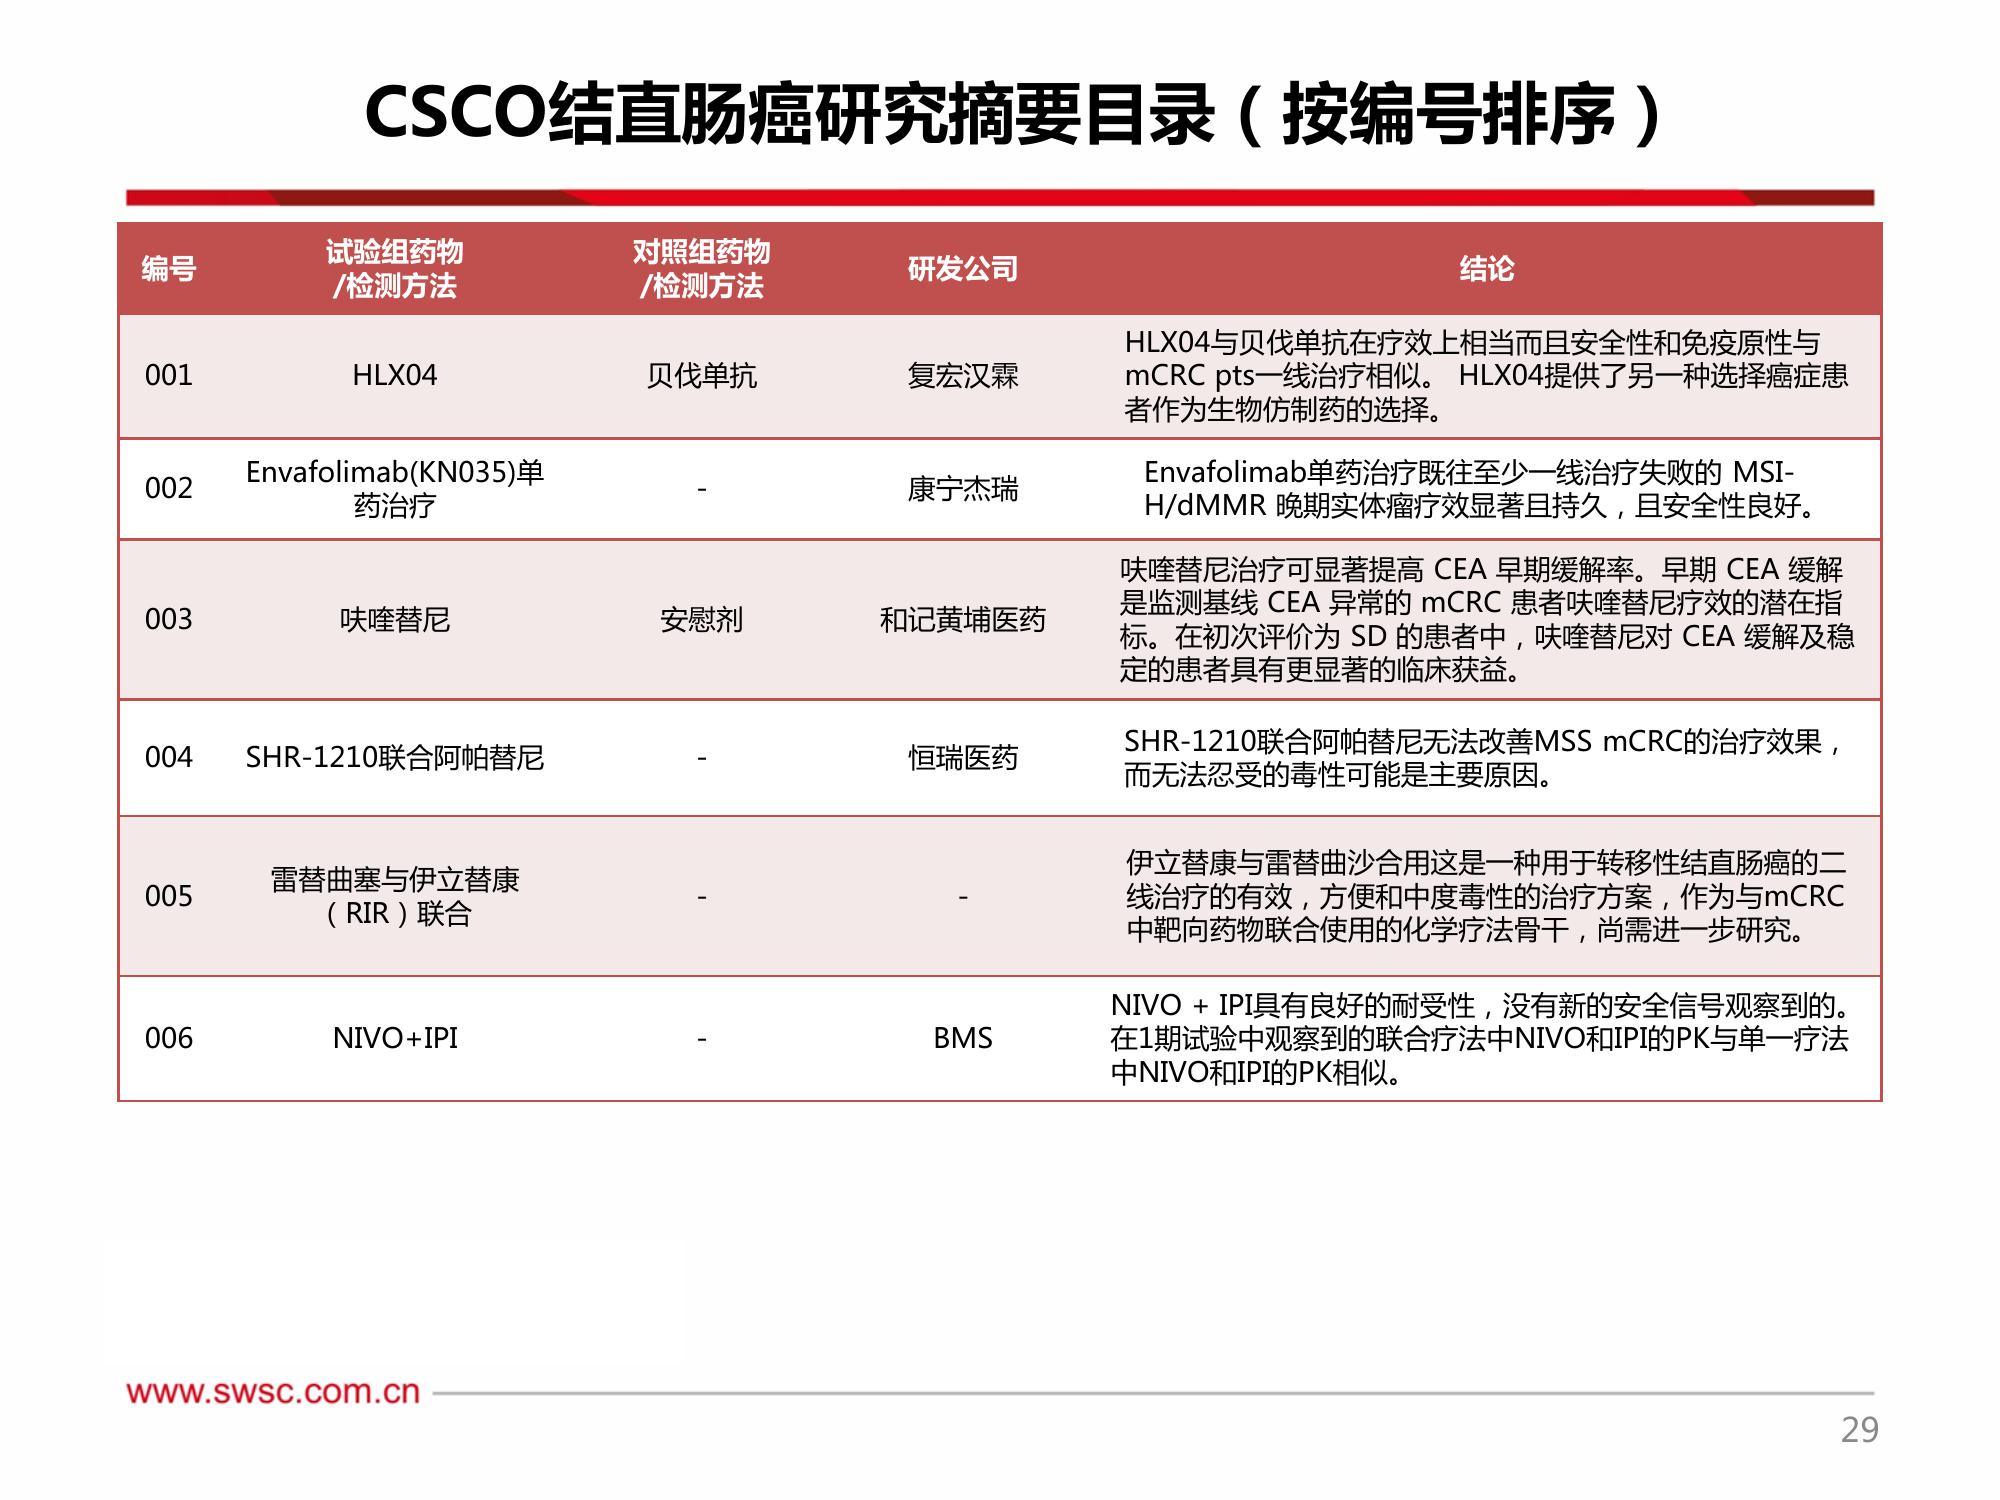 CSCO结直肠癌研究摘要目录（按编号排序）
编号
试验组药物
/检测方法
对照组药物
/检测方法
研发公司
结论
001
HLX04
贝伐单抗
复宏汉霖
HLX04与贝伐单抗在疗效上相当而且安全性和免疫原性与
mCRC pts一线治疗相似。 HLX04提供了另一种选择癌症患
者作为生物仿制药的选择。
002
Envafolimab(KN035)单
药治疗
-
康宁杰瑞
Envafolimab单药治疗既往至少一线治疗失败的 MSI-
H/dMMR 晚期实体瘤疗效显著且持久，且安全性良好。
003
呋喹替尼
安慰剂
和记黄埔医药
呋喹替尼治疗可显著提高 CEA 早期缓解率。早期 CEA 缓解
是监测基线 CEA 异常的 mCRC 患者呋喹替尼疗效的潜在指
标。在初次评价为 SD 的患者中，呋喹替尼对 CEA 缓解及稳
定的患者具有更显著的临床获益。
004
SHR-1210联合阿帕替尼
-
恒瑞医药
SHR-1210联合阿帕替尼无法改善MSS mCRC的治疗效果，
而无法忍受的毒性可能是主要原因。
005
雷替曲塞与伊立替康
（RIR）联合
-
-
伊立替康与雷替曲沙合用这是一种用于转移性结直肠癌的二
线治疗的有效，方便和中度毒性的治疗方案，作为与mCRC
中靶向药物联合使用的化学疗法骨干，尚需进一步研究。
006
NIVO+IPI
-
BMS
NIVO + IPI具有良好的耐受性，没有新的安全信号观察到的。
在1期试验中观察到的联合疗法中NIVO和IPI的PK与单一疗法
中NIVO和IPI的PK相似。
www.swsc.com.cn
29